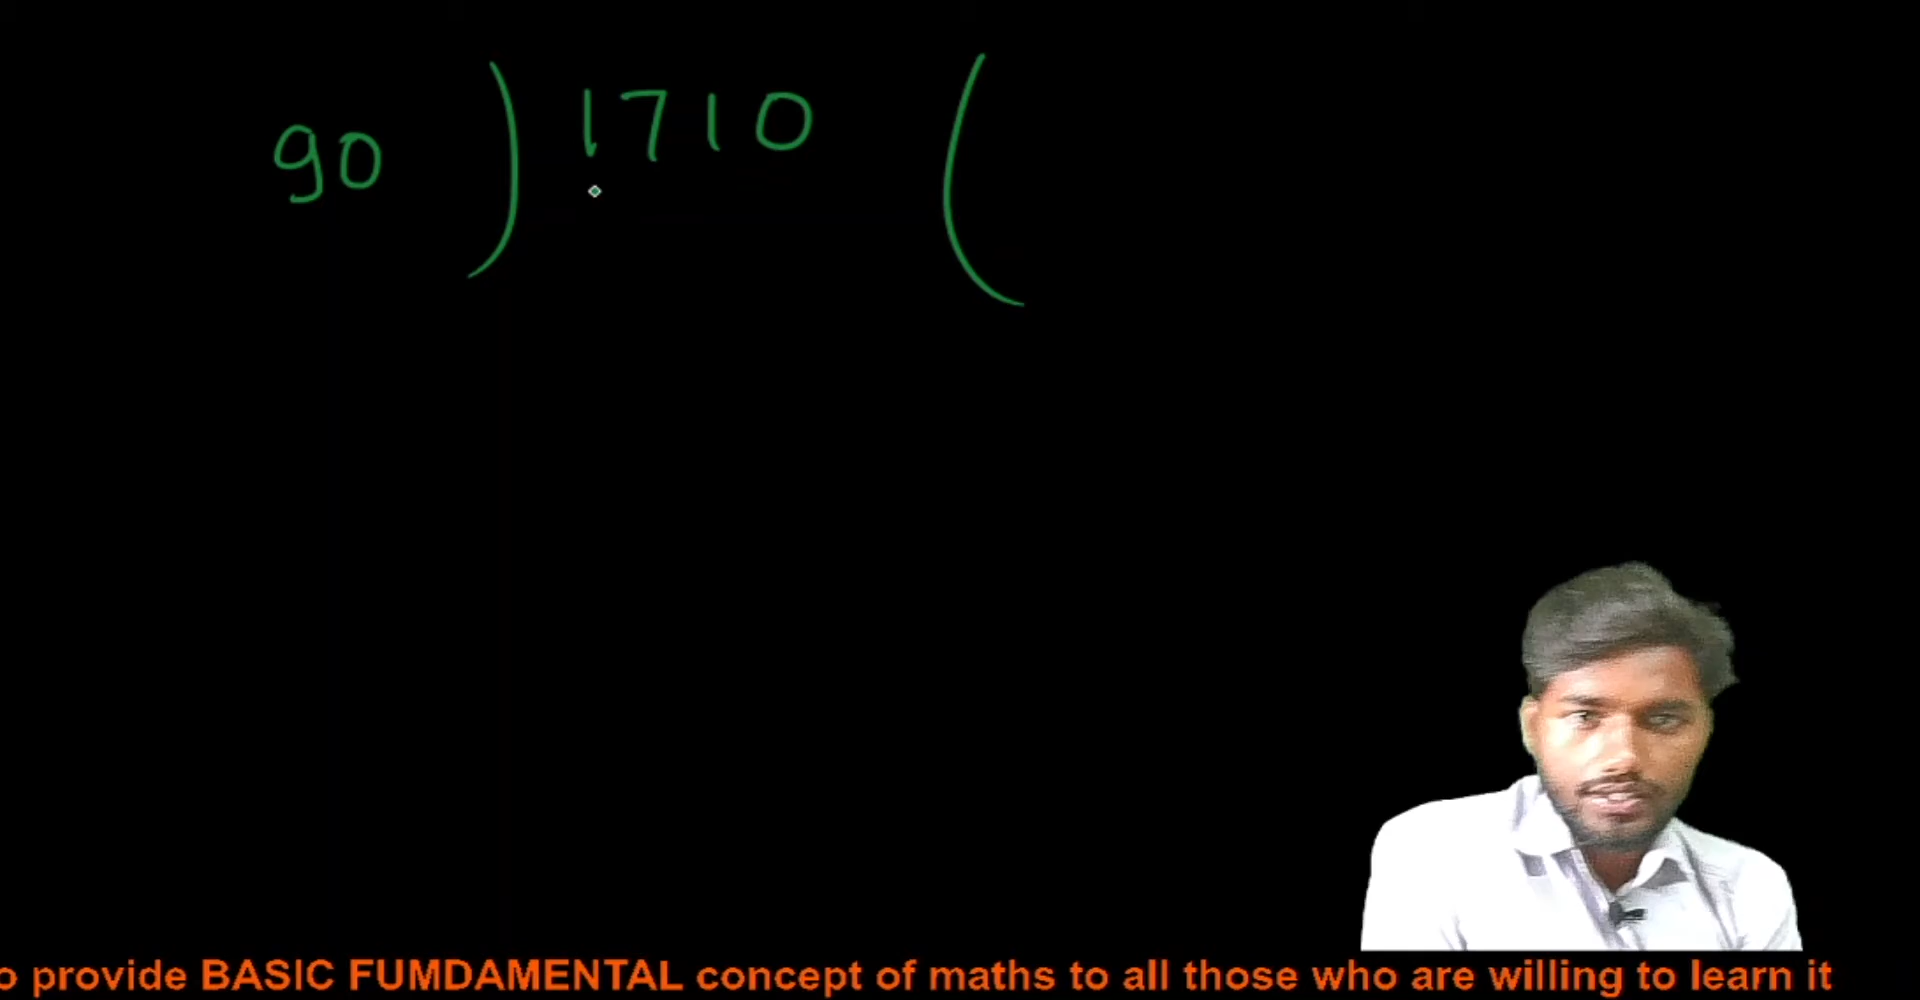 90 ) 1710 (
o provide BASIC FUMDAMENTAL concept of maths to all those who are willing to learn it